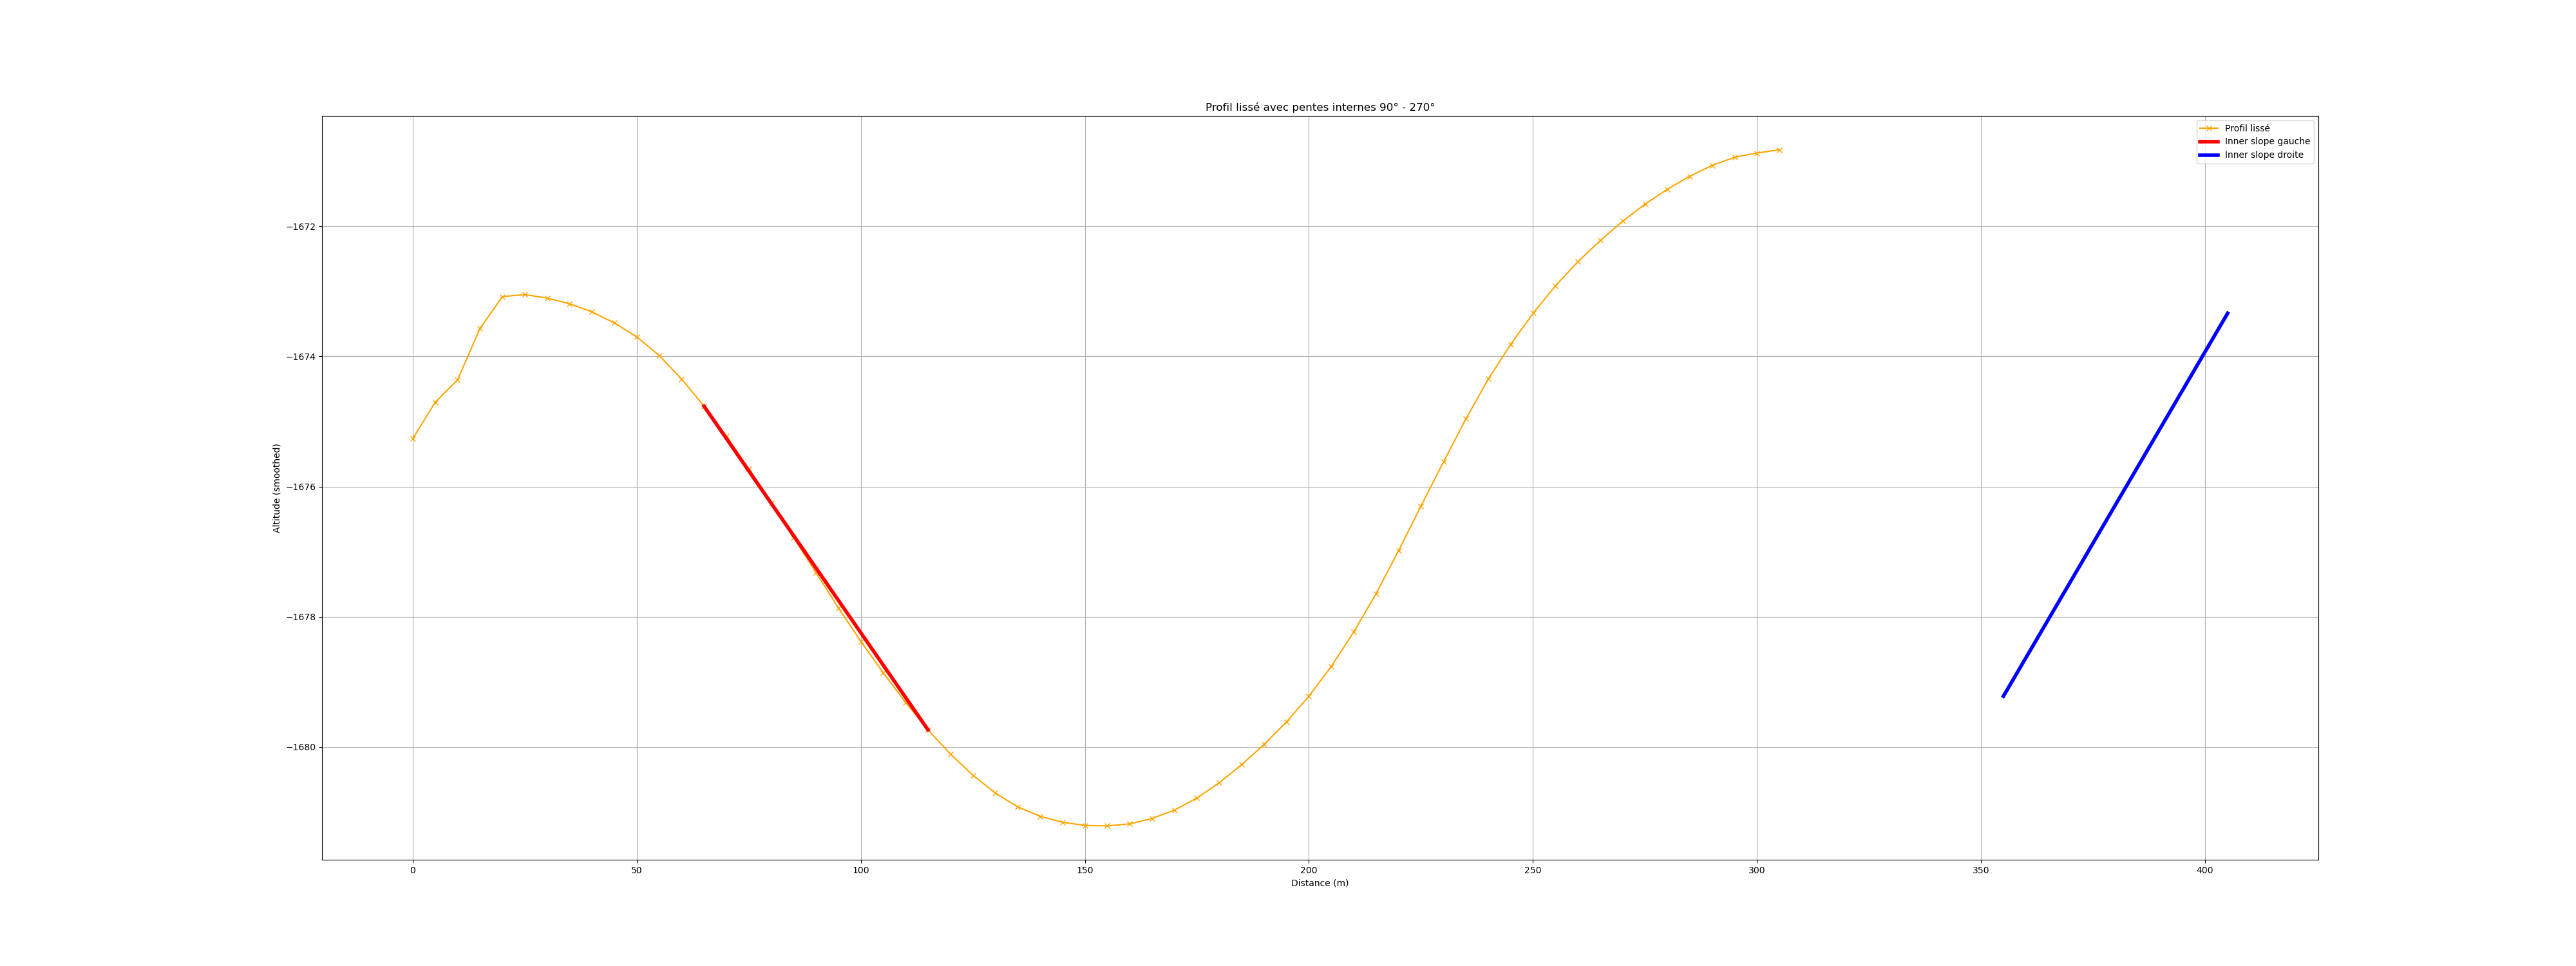 Profil lissé avec pentes internes 90° - 270°
Profil lissé
Inner slope gauche
Inner slope droite
Altitude (smoothed)
−1672
−1674
−1676
−1678
−1680
0 50 100 150 200 250 300 350 400
Distance (m)